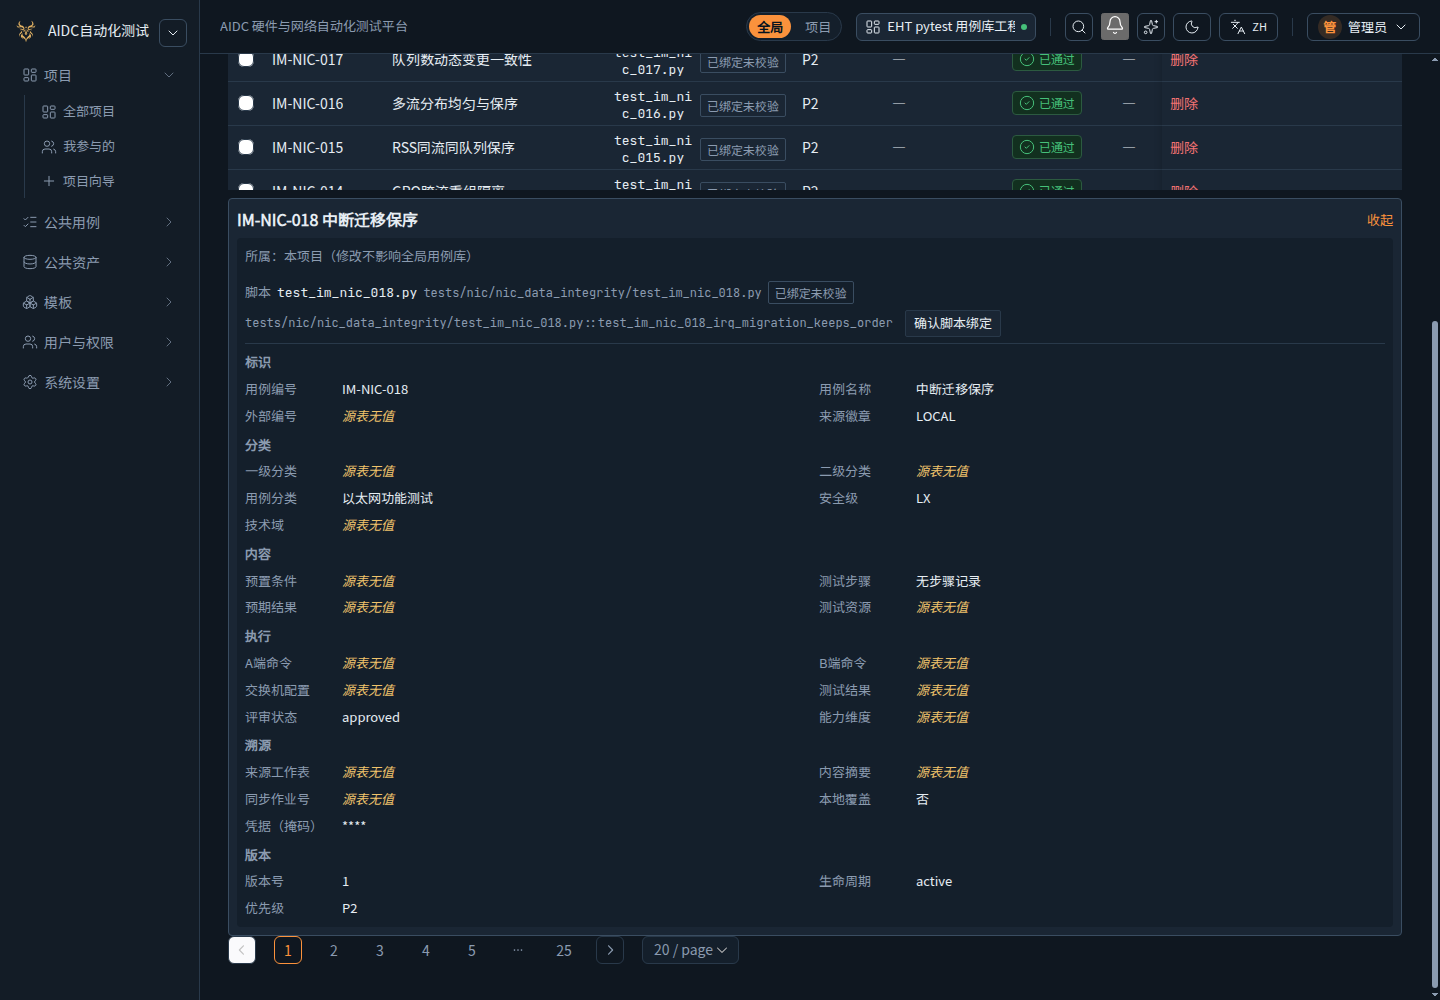 AIDC自动化测试
AIDC 硬件与网络自动化测试平台
全局 项目
EHT pytest 用例库工程
ZH
管 管理员
项目
全部项目
我参与的
项目向导
公共用例
公共资产
模板
用户与权限
系统设置
IM-NIC-017 队列数动态变更一致性 test_im_ni c_017.py 已绑定未校验 P2 — 已通过 — 删除
IM-NIC-016 多流分布均匀与保序 test_im_ni c_016.py 已绑定未校验 P2 — 已通过 — 删除
IM-NIC-015 RSS同流同队列保序 test_im_ni c_015.py 已绑定未校验 P2 — 已通过 — 删除
IM-NIC-014 test_im_ni P2 已通过 删除
IM-NIC-018 中断迁移保序 收起
所属：本项目（修改不影响全局用例库）
脚本 test_im_nic_018.py tests/nic/nic_data_integrity/test_im_nic_018.py 已绑定未校验
tests/nic/nic_data_integrity/test_im_nic_018.py::test_im_nic_018_irq_migration_keeps_order 确认脚本绑定
标识
用例编号 IM-NIC-018 用例名称 中断迁移保序
外部编号 源表无值 来源徽章 LOCAL
分类
一级分类 源表无值 二级分类 源表无值
用例分类 以太网功能测试 安全级 LX
技术域 源表无值
内容
预置条件 源表无值 测试步骤 无步骤记录
预期结果 源表无值 测试资源 源表无值
执行
A端命令 源表无值 B端命令 源表无值
交换机配置 源表无值 测试结果 源表无值
评审状态 approved 能力维度 源表无值
溯源
来源工作表 源表无值 内容摘要 源表无值
同步作业号 源表无值 本地覆盖 否
凭据（掩码） ****
版本
版本号 1 生命周期 active
优先级 P2
1 2 3 4 5 ··· 25 20 / page